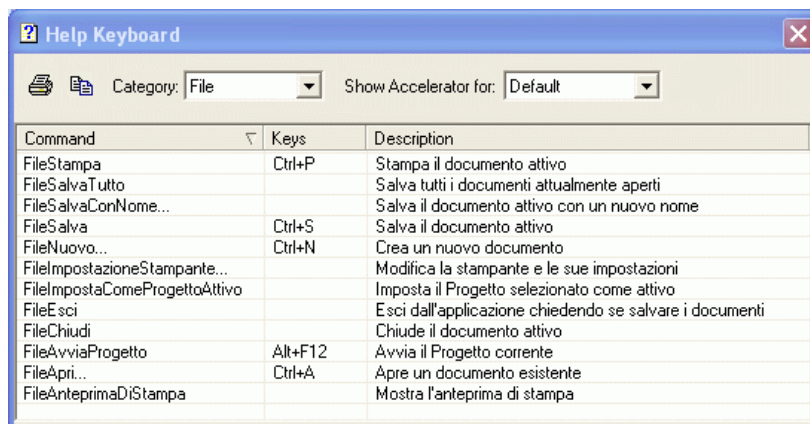 Help Keyboard
Category: File Show Accelerator for: Default
Command Keys Description
FileStampa Ctrl+P Stampa il documento attivo
FileSalvaTutto Salva tutti i documenti attualmente aperti
FileSalvaConNome... Salva il documento attivo con un nuovo nome
FileSalva Ctrl+S Salva il documento attivo
FileNuovo... Ctrl+N Crea un nuovo documento
FileImpostazioneStampante... Modifica la stampante e le sue impostazioni
FileImpostaComeProgettoAttivo Imposta il Progetto selezionato come attivo
FileEsci Esci dall'applicazione chiedendo se salvare i documenti
FileChiudi Chiude il documento attivo
FileAvviaProgetto Alt+F12 Avvia il Progetto corrente
FileApri... Ctrl+A Apre un documento esistente
FileAnteprimaDiStampa Mostra l'anteprima di stampa